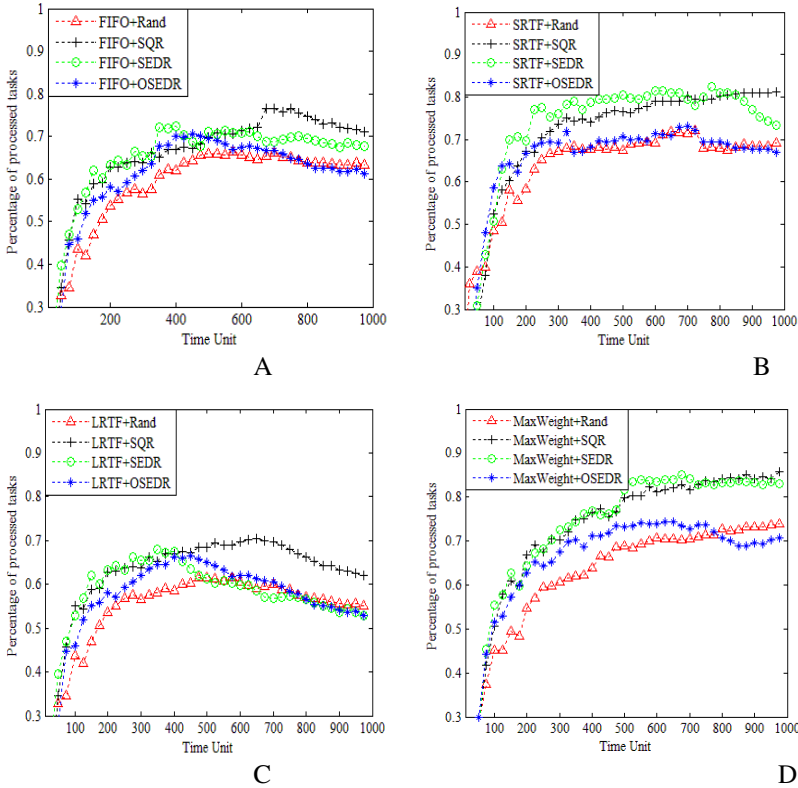 FIFO+Rand
FIFO+SQR
FIFO+SEDR
FIFO+OSEDR
Percentage of processed tasks
1
0.9
0.8
0.7
0.6
0.5
0.4
0.3
200
400
600
800
1000
Time Unit
A
SRTF+Rand
SRTF+SQR
SRTF+SEDR
SRTF+OSEDR
Percentage of processed tasks
1
0.9
0.8
0.7
0.6
0.5
0.4
0.3
100 200 300 400 500 600 700 800 900 1000
Time Unit
B
LRTF+Rand
LRTF+SQR
LRTF+SEDR
LRTF+OSEDR
Percentage of processed tasks
1
0.9
0.8
0.7
0.6
0.5
0.4
0.3
100 200 300 400 500 600 700 800 900 1000
Time Unit
C
MaxWeight+Rand
MaxWeight+SQR
MaxWeight+SEDR
MaxWeight+OSEDR
Percentage of processed tasks
1
0.9
0.8
0.7
0.6
0.5
0.4
0.3
100 200 300 400 500 600 700 800 900 1000
Time Unit
D